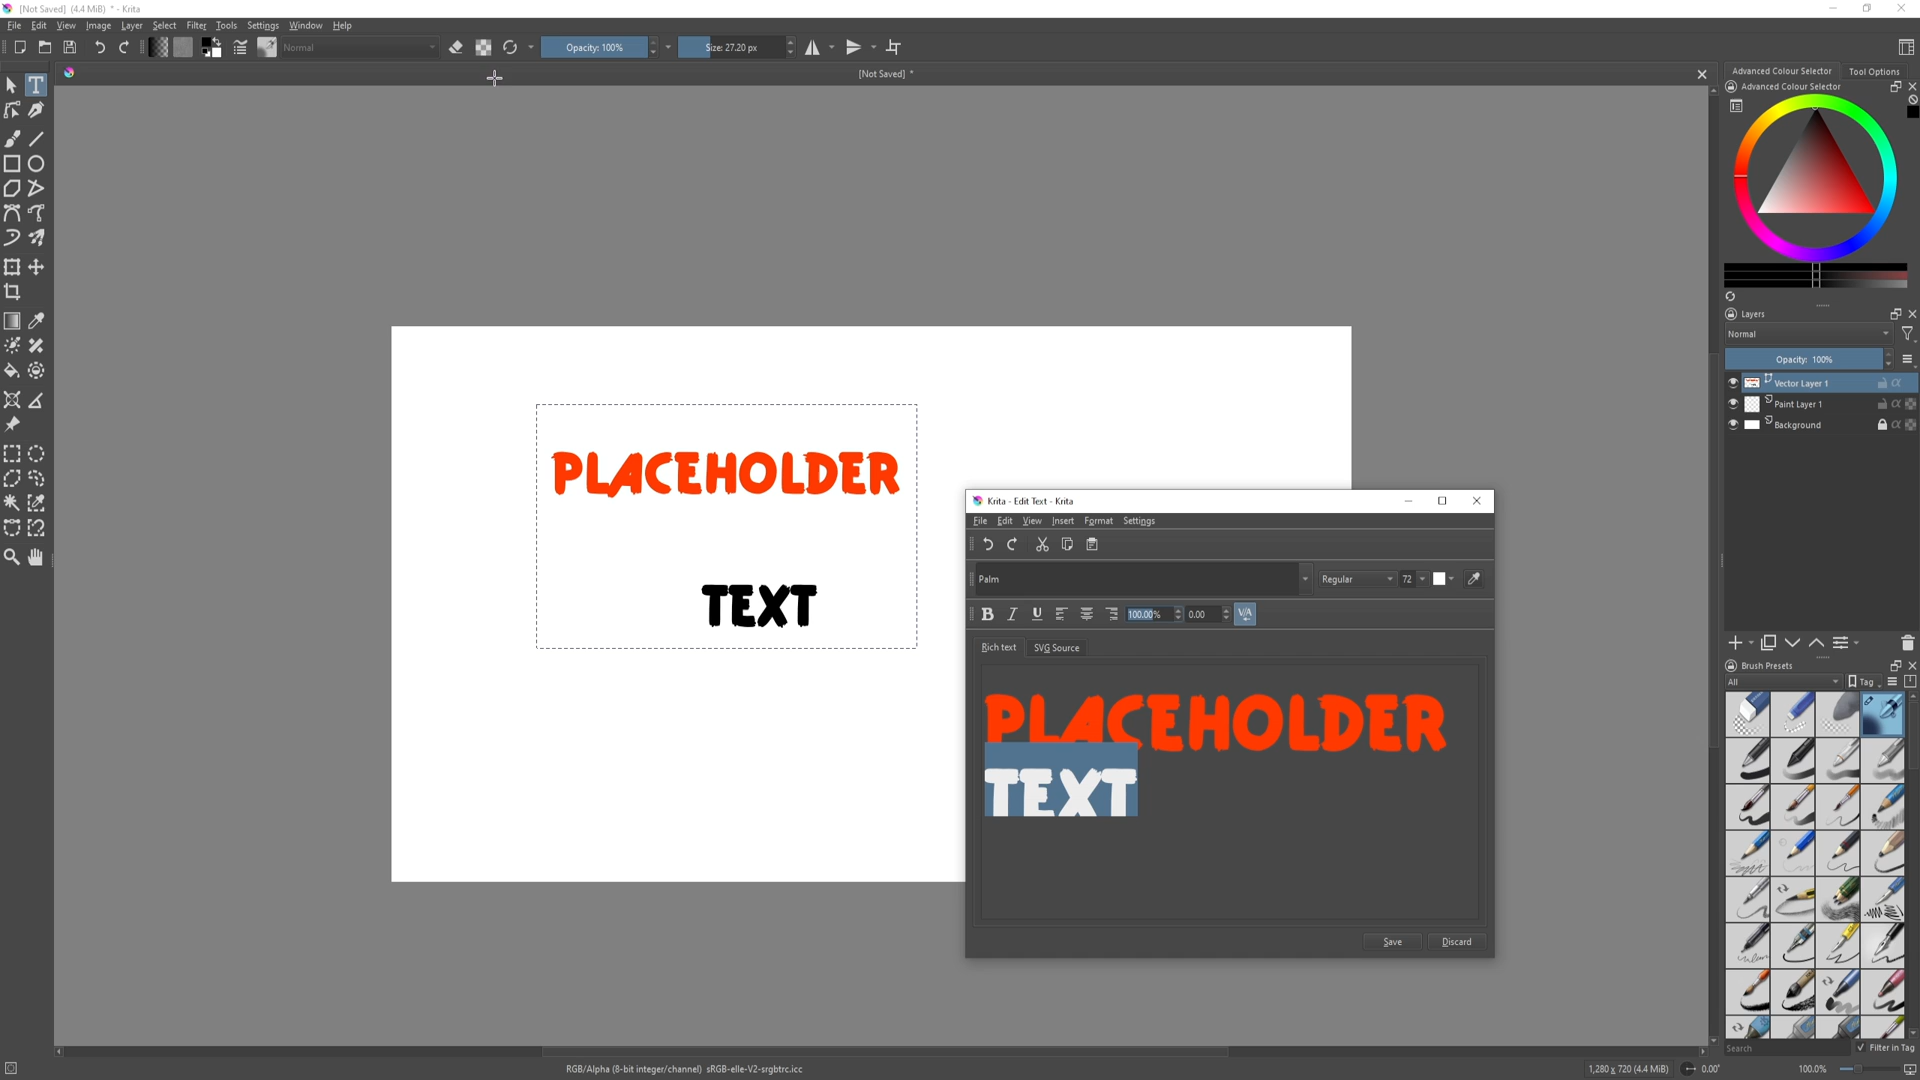 [Not Saved] (4.4 MiB) * - Krita
File Edit View Image Layer Select Filter Tools Settings Window Help
Normal Opacity: 100% Size: 27.20 px
[Not Saved] *
Advanced Colour Selector Tool Options
Advanced Colour Selector
Layers
Normal
Opacity: 100%
Vector Layer 1
Paint Layer 1
Background
PLACEHOLDER
TEXT
Krita - Edit Text - Krita
File Edit View Insert Format Settings
Palm Regular 72
B I U 100.00% 0.00 V/A
Rich text SVG Source
PLACEHOLDER
TEXT
Save Discard
Brush Presets
All Tag
Search Filter in Tag
RGB/Alpha (8-bit integer/channel) sRGB-elle-V2-srgbtrc.icc
1,280 x 720 (4.4 MiB) 0.00° 100.0%